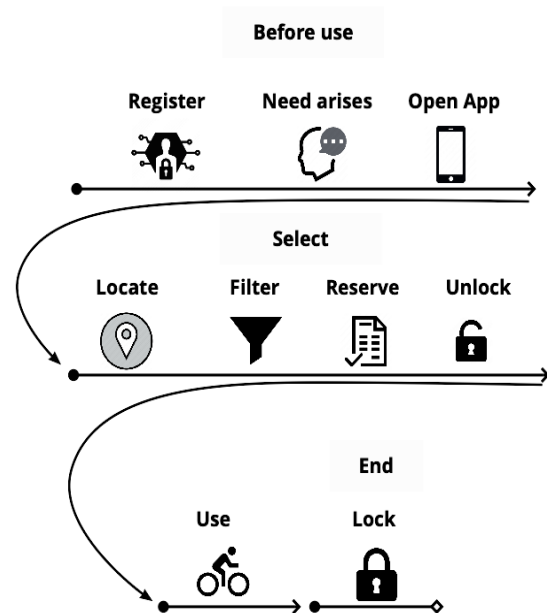 Before use
Register Need arises Open App
Select
Locate Filter Reserve Unlock
End
Use Lock